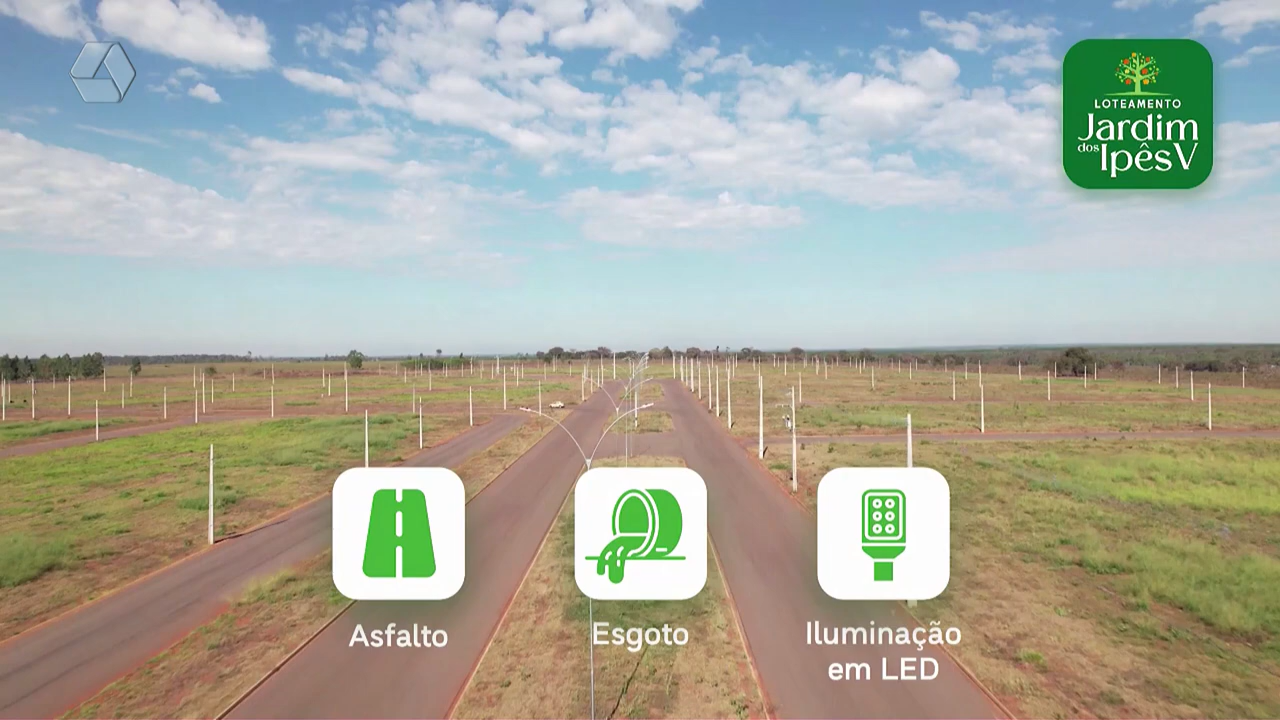 LOTEAMENTO
Jardim
dos IpêsV
Asfalto
Esgoto
Iluminação
em LED